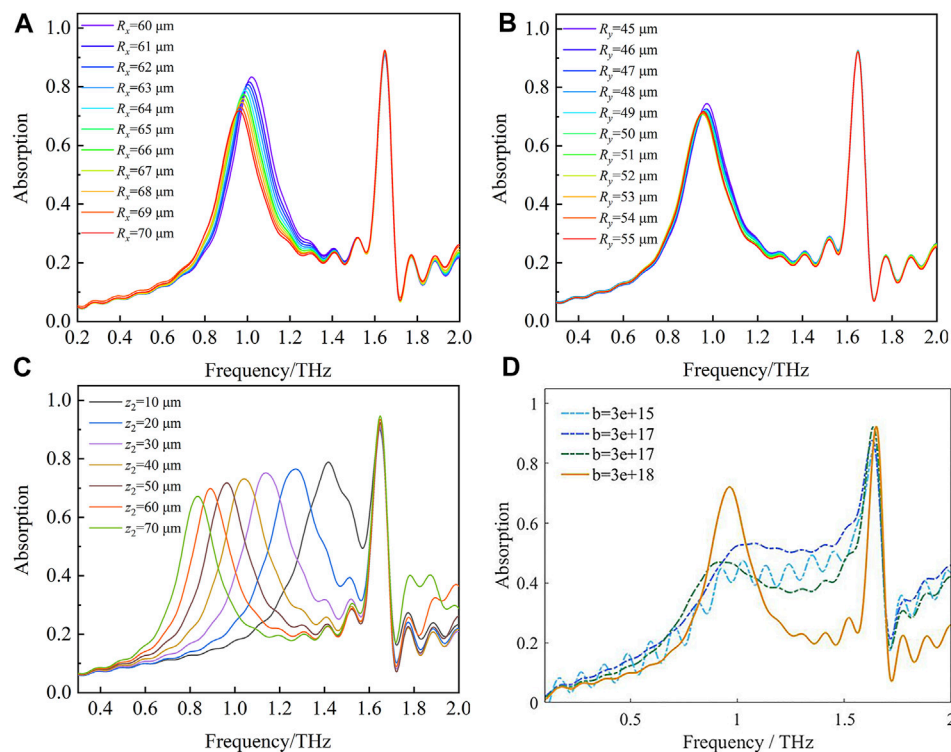 A
Absorption
1.0
0.8
0.6
0.4
0.2
0.0
Rx=60 μm
Rx=61 μm
Rx=62 μm
Rx=63 μm
Rx=64 μm
Rx=65 μm
Rx=66 μm
Rx=67 μm
Rx=68 μm
Rx=69 μm
Rx=70 μm
0.2 0.4 0.6 0.8 1.0 1.2 1.4 1.6 1.8 2.0
Frequency/THz
B
Absorption
1.0
0.8
0.6
0.4
0.2
0.0
Ry=45 μm
Ry=46 μm
Ry=47 μm
Ry=48 μm
Ry=49 μm
Ry=50 μm
Ry=51 μm
Ry=52 μm
Ry=53 μm
Ry=54 μm
Ry=55 μm
0.4 0.6 0.8 1.0 1.2 1.4 1.6 1.8 2.0
Frequency/THz
C
Absorption
1.0
0.8
0.6
0.4
0.2
0.0
z2=10 μm
z2=20 μm
z2=30 μm
z2=40 μm
z2=50 μm
z2=60 μm
z2=70 μm
0.4 0.6 0.8 1.0 1.2 1.4 1.6 1.8 2.0
Frequency/THz
D
Absorption
1
0.8
0.6
0.4
0.2
0
b=3e+15
b=3e+17
b=3e+17
b=3e+18
0.5 1 1.5 2
Frequency / THz